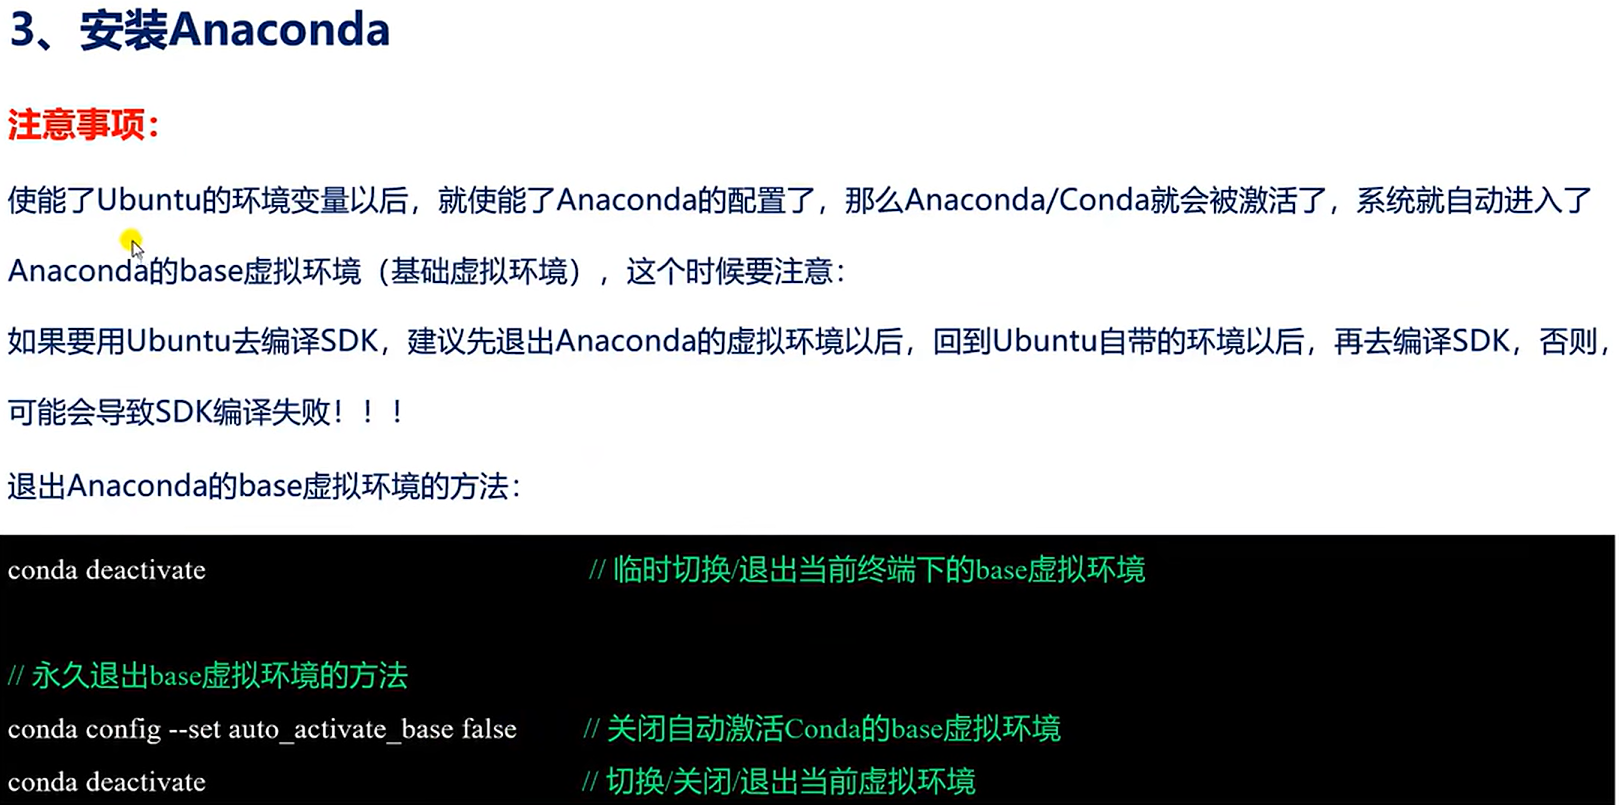 3、安装Anaconda
注意事项：
使能了Ubuntu的环境变量以后，就使能了Anaconda的配置了，那么Anaconda/Conda就会被激活了，系统就自动进入了
Anaconda的base虚拟环境（基础虚拟环境），这个时候要注意：
如果要用Ubuntu去编译SDK，建议先退出Anaconda的虚拟环境以后，回到Ubuntu自带的环境以后，再去编译SDK，否则，
可能会导致SDK编译失败！！！
退出Anaconda的base虚拟环境的方法：
conda deactivate // 临时切换/退出当前终端下的base虚拟环境
// 永久退出base虚拟环境的方法
conda config --set auto_activate_base false // 关闭自动激活Conda的base虚拟环境
conda deactivate // 切换/关闭/退出当前虚拟环境